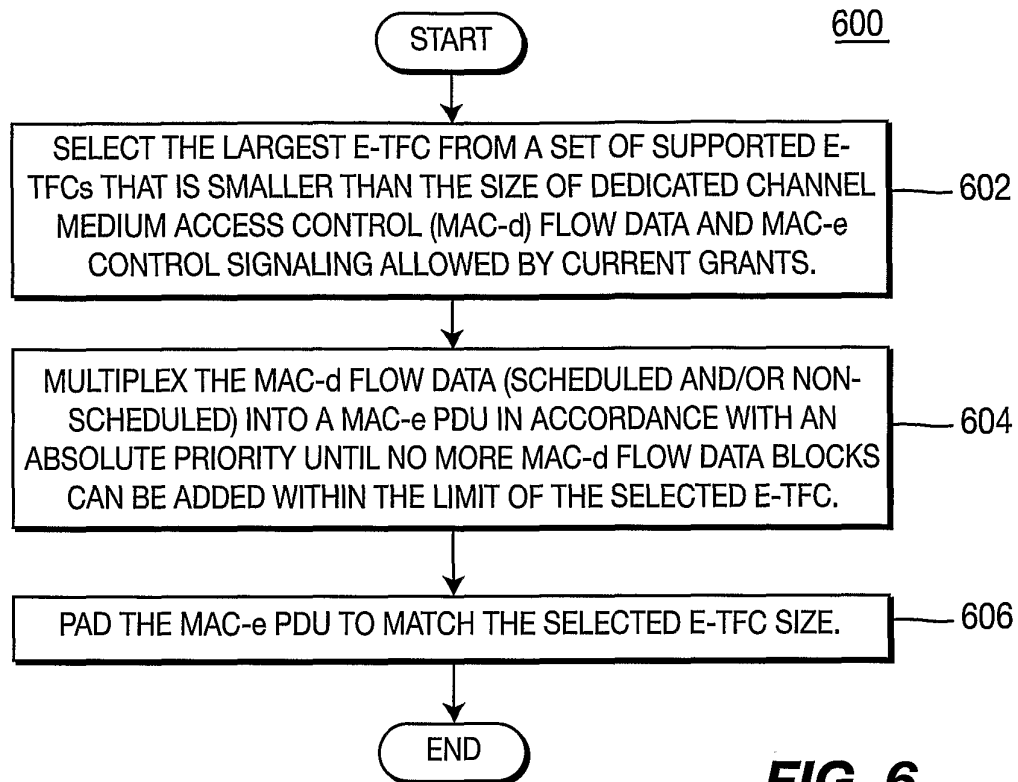 600
START
SELECT THE LARGEST E-TFC FROM A SET OF SUPPORTED E-
TFCs THAT IS SMALLER THAN THE SIZE OF DEDICATED CHANNEL
MEDIUM ACCESS CONTROL (MAC-d) FLOW DATA AND MAC-e
CONTROL SIGNALING ALLOWED BY CURRENT GRANTS.
602
MULTIPLEX THE MAC-d FLOW DATA (SCHEDULED AND/OR NON-
SCHEDULED) INTO A MAC-e PDU IN ACCORDANCE WITH AN
ABSOLUTE PRIORITY UNTIL NO MORE MAC-d FLOW DATA BLOCKS
CAN BE ADDED WITHIN THE LIMIT OF THE SELECTED E-TFC.
604
PAD THE MAC-e PDU TO MATCH THE SELECTED E-TFC SIZE.
606
END
FIG. 6